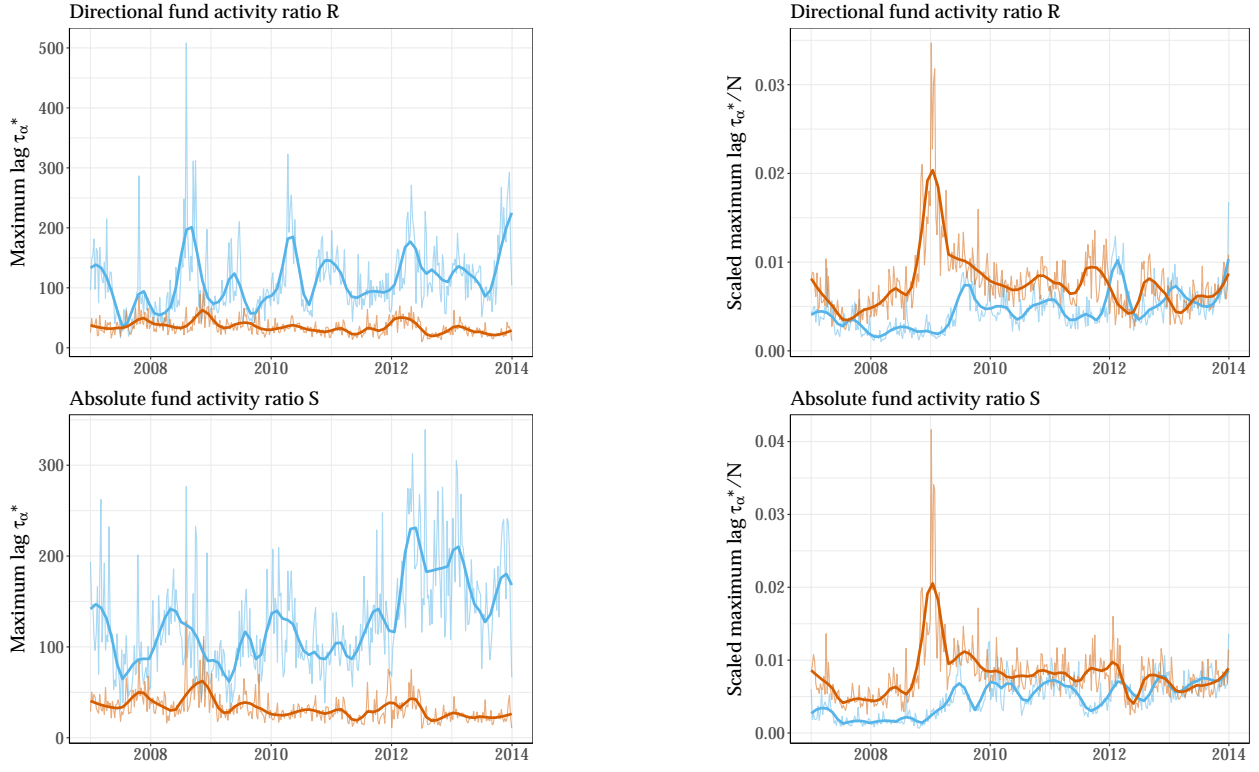 Directional fund activity ratio R
Maximum lag τα*
500
400
300
200
100
0
2008 2010 2012 2014
Directional fund activity ratio R
Scaled maximum lag τα*/N
0.03
0.02
0.01
0.00
2008 2010 2012 2014
Absolute fund activity ratio S
Maximum lag τα*
300
200
100
0
2008 2010 2012 2014
Absolute fund activity ratio S
Scaled maximum lag τα*/N
0.04
0.03
0.02
0.01
0.00
2008 2010 2012 2014